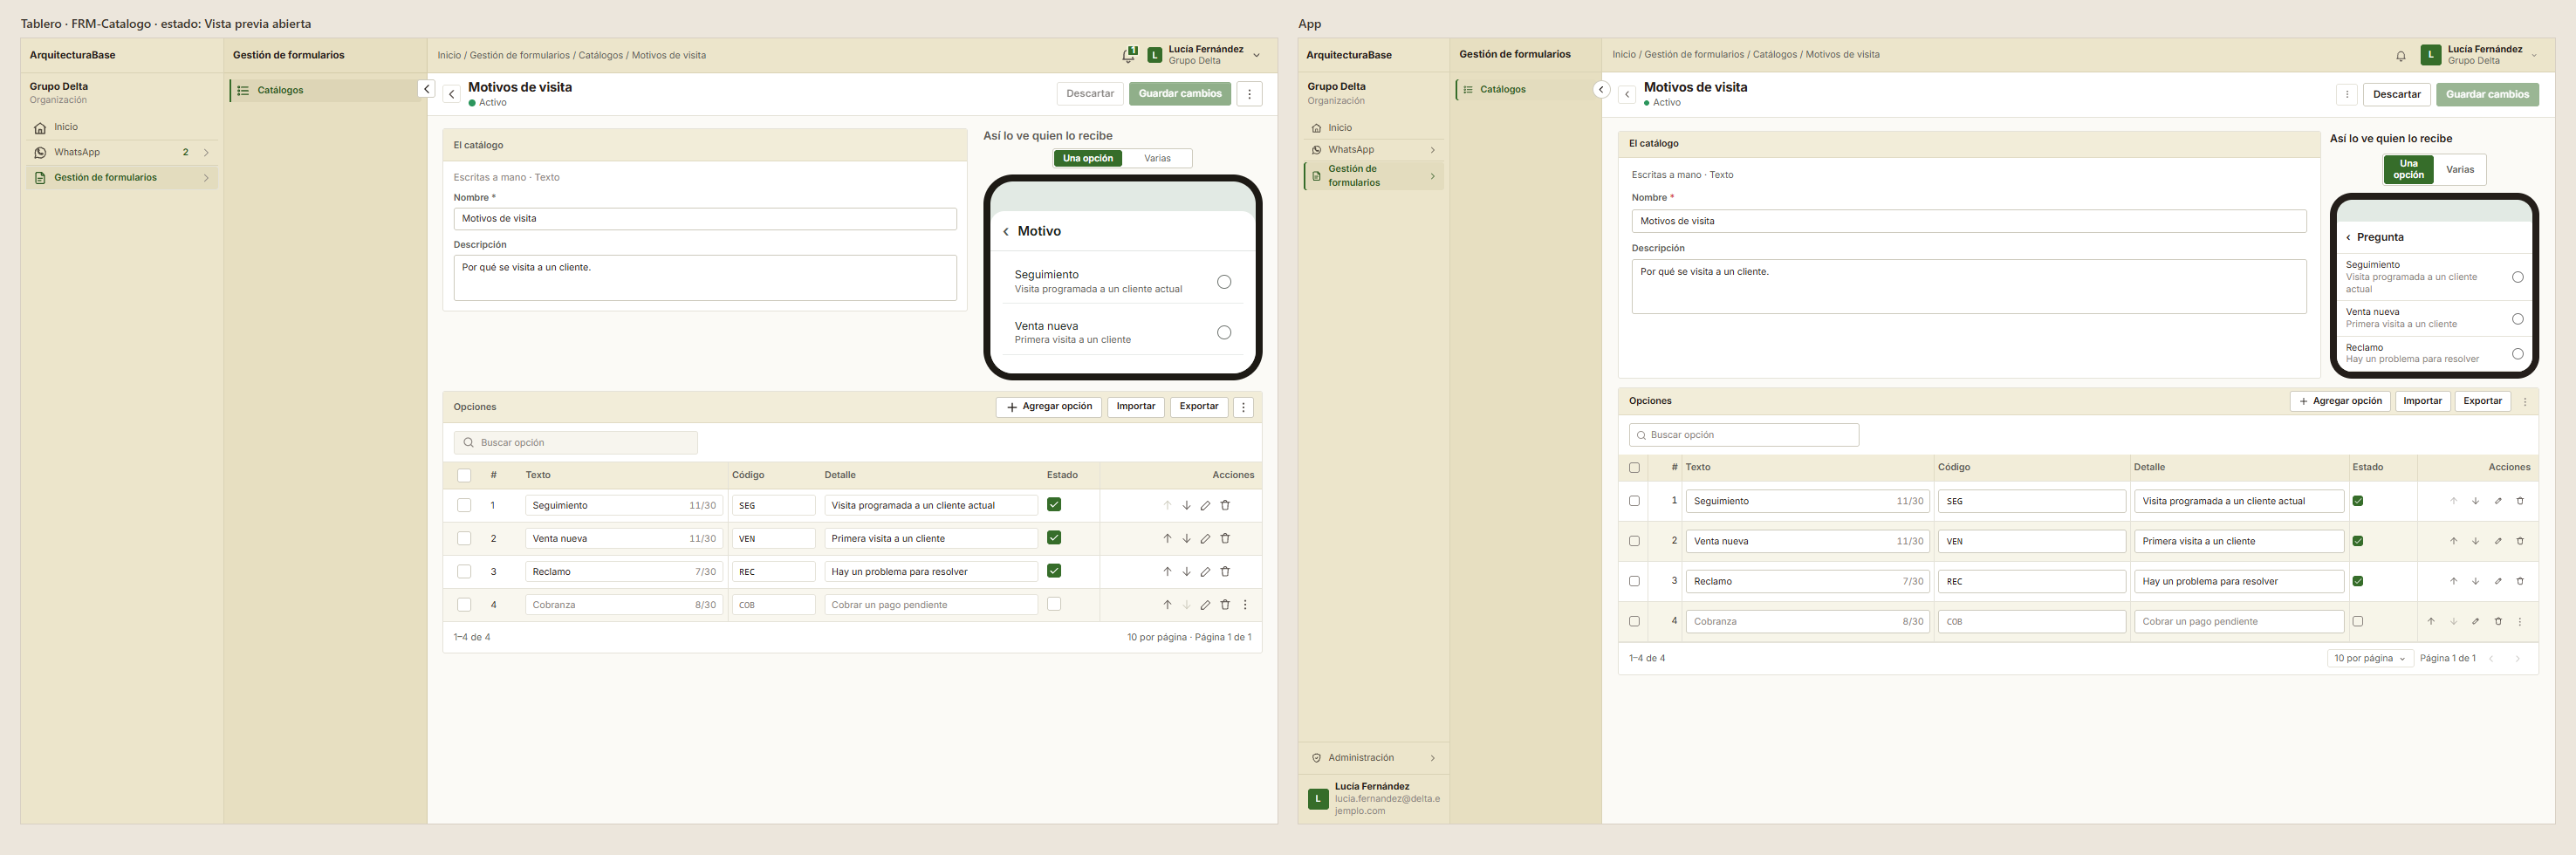 Tablero · FRM-Catalogo · estado: Vista previa abierta
ArquitecturaBase
Grupo Delta
Organización
Inicio
WhatsApp 2
Gestión de formularios
Gestión de formularios
Catálogos
Inicio / Gestión de formularios / Catálogos / Motivos de visita
1
L
Lucía Fernández
Grupo Delta
Motivos de visita
Activo
Descartar
Guardar cambios
El catálogo
Escritas a mano · Texto
Nombre *
Motivos de visita
Descripción
Por qué se visita a un cliente.
Así lo ve quien lo recibe
Una opción
Varias
Motivo
Seguimiento
Visita programada a un cliente actual
Venta nueva
Primera visita a un cliente
Opciones
Agregar opción
Importar
Exportar
Buscar opción
# Texto Código Detalle Estado Acciones
1 Seguimiento 11/30 SEG Visita programada a un cliente actual
2 Venta nueva 11/30 VEN Primera visita a un cliente
3 Reclamo 7/30 REC Hay un problema para resolver
4 Cobranza 8/30 COB Cobrar un pago pendiente
1–4 de 4
10 por página · Página 1 de 1
App
ArquitecturaBase
Grupo Delta
Organización
Inicio
WhatsApp
Gestión de
formularios
Administración
L
Lucía Fernández
lucia.fernandez@delta.e
jemplo.com
Gestión de formularios
Catálogos
Inicio / Gestión de formularios / Catálogos / Motivos de visita
L
Lucía Fernández
Grupo Delta
Motivos de visita
Activo
Descartar
Guardar cambios
El catálogo
Escritas a mano · Texto
Nombre *
Motivos de visita
Descripción
Por qué se visita a un cliente.
Así lo ve quien lo recibe
Una
opción
Varias
Pregunta
Seguimiento
Visita programada a un cliente
actual
Venta nueva
Primera visita a un cliente
Reclamo
Hay un problema para resolver
Opciones
Agregar opción
Importar
Exportar
Buscar opción
# Texto Código Detalle Estado Acciones
1 Seguimiento 11/30 SEG Visita programada a un cliente actual
2 Venta nueva 11/30 VEN Primera visita a un cliente
3 Reclamo 7/30 REC Hay un problema para resolver
4 Cobranza 8/30 COB Cobrar un pago pendiente
1–4 de 4
10 por página
Página 1 de 1